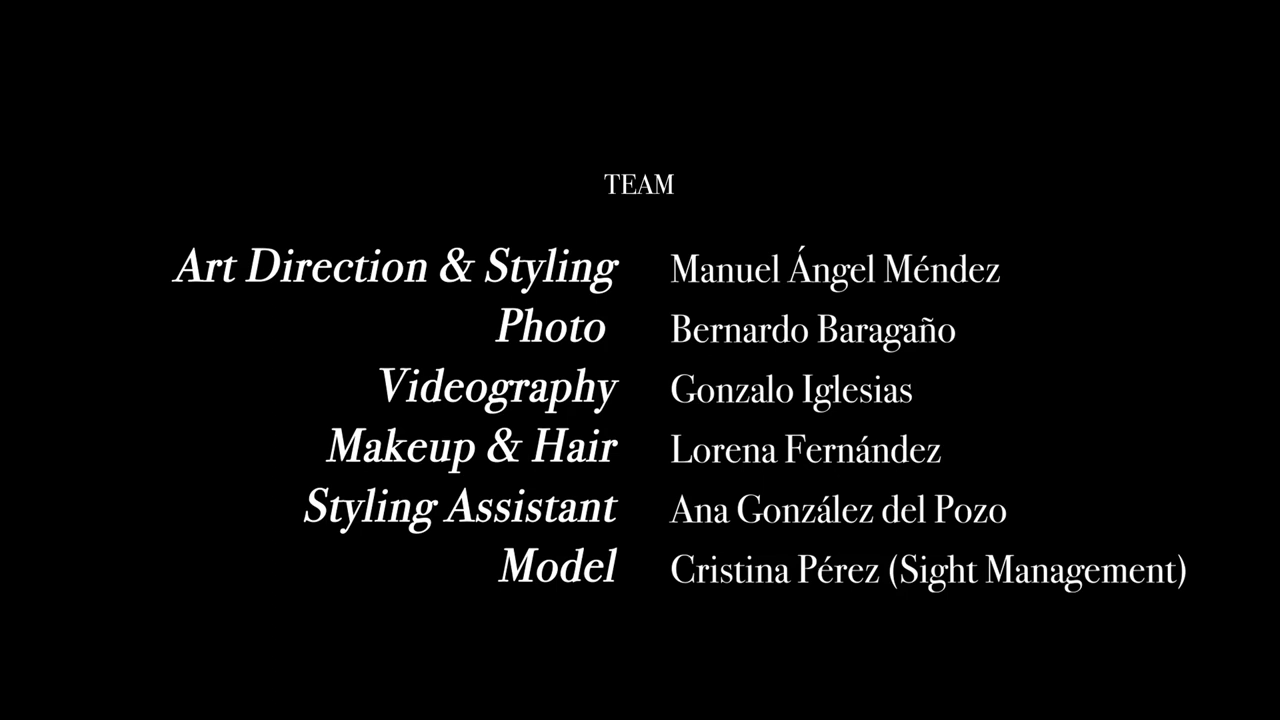 TEAM
Art Direction & Styling Manuel Ángel Méndez
Photo Bernardo Baragaño
Videography Gonzalo Iglesias
Makeup & Hair Lorena Fernández
Styling Assistant Ana González del Pozo
Model Cristina Pérez (Sight Management)